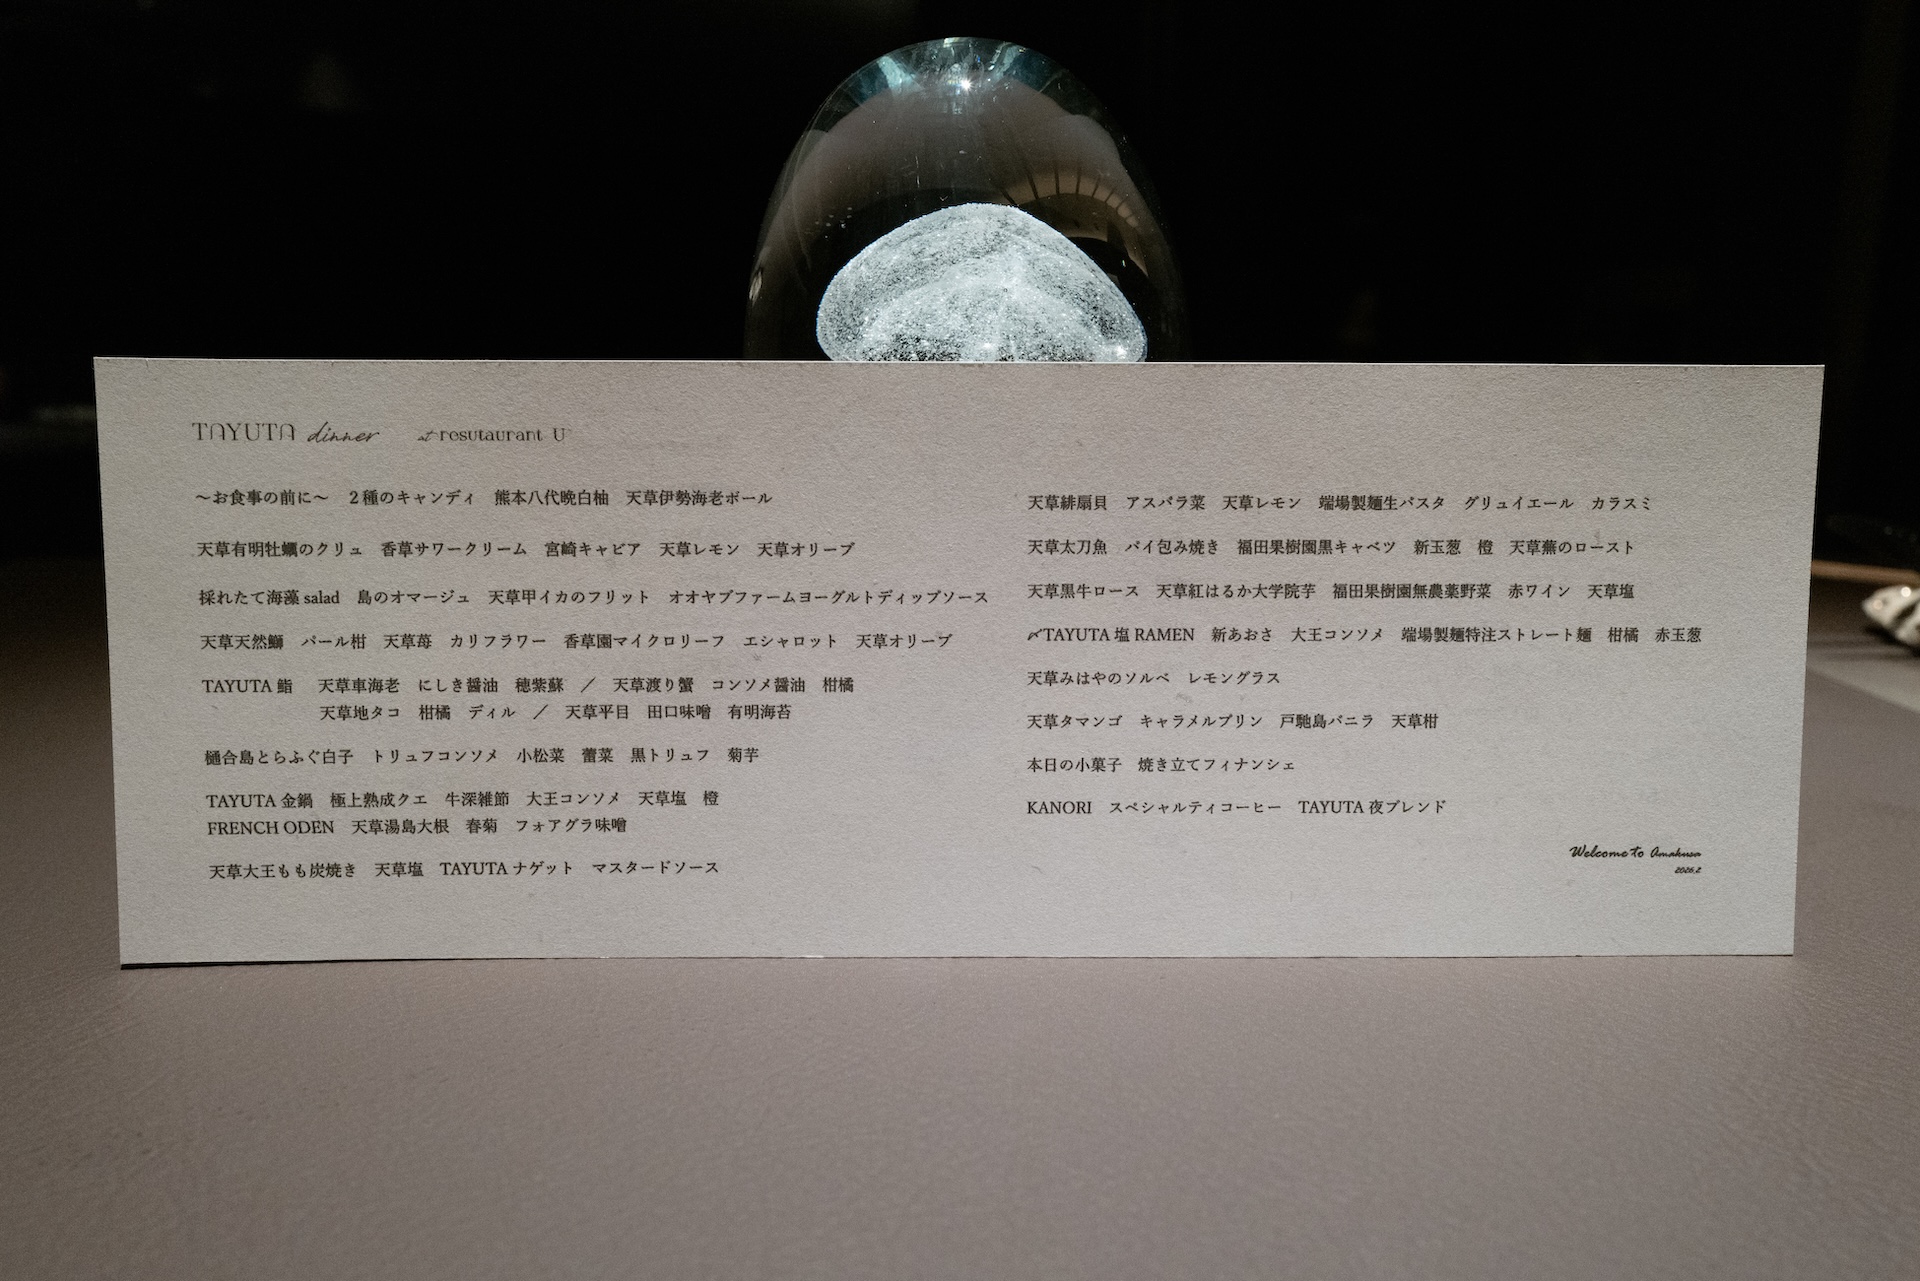 TAYUTA dinner at resutaurant U
〜お食事の前に〜　２種のキャンディ　熊本八代晩白柚　天草伊勢海老ボール
天草有明牡蠣のクリュ　香草サワークリーム　宮崎キャビア　天草レモン　天草オリーブ
採れたて海藻 salad　島のオマージュ　天草甲イカのフリット　オオヤブファームヨーグルトディップソース
天草天然鰤　パール柑　天草苺　カリフラワー　香草園マイクロリーフ　エシャロット　天草オリーブ
TAYUTA 鮨　天草車海老　にしき醤油　穂紫蘇　／　天草渡り蟹　コンソメ醤油　柑橘
天草地タコ　柑橘　ディル　／　天草平目　田口味噌　有明海苔
樋合島とらふぐ白子　トリュフコンソメ　小松菜　蕾菜　黒トリュフ　菊芋
TAYUTA 金鍋　極上熟成クエ　牛深雑節　大王コンソメ　天草塩　橙
FRENCH ODEN　天草湯島大根　春菊　フォアグラ味噌
天草大王もも炭焼き　天草塩　TAYUTA ナゲット　マスタードソース
天草緋扇貝　アスパラ菜　天草レモン　端場製麺生パスタ　グリュイエール　カラスミ
天草太刀魚　パイ包み焼き　福田果樹園黒キャベツ　新玉葱　橙　天草蕪のロースト
天草黒牛ロース　天草紅はるか大学院芋　福田果樹園無農薬野菜　赤ワイン　天草塩
〆TAYUTA 塩 RAMEN　新あおさ　大王コンソメ　端場製麺特注ストレート麺　柑橘　赤玉葱
天草みはやのソルベ　レモングラス
天草タマンゴ　キャラメルプリン　戸馳島バニラ　天草柑
本日の小菓子　焼き立てフィナンシェ
KANORI　スペシャルティコーヒー　TAYUTA 夜ブレンド
Welcome to Amakusa
2026.2